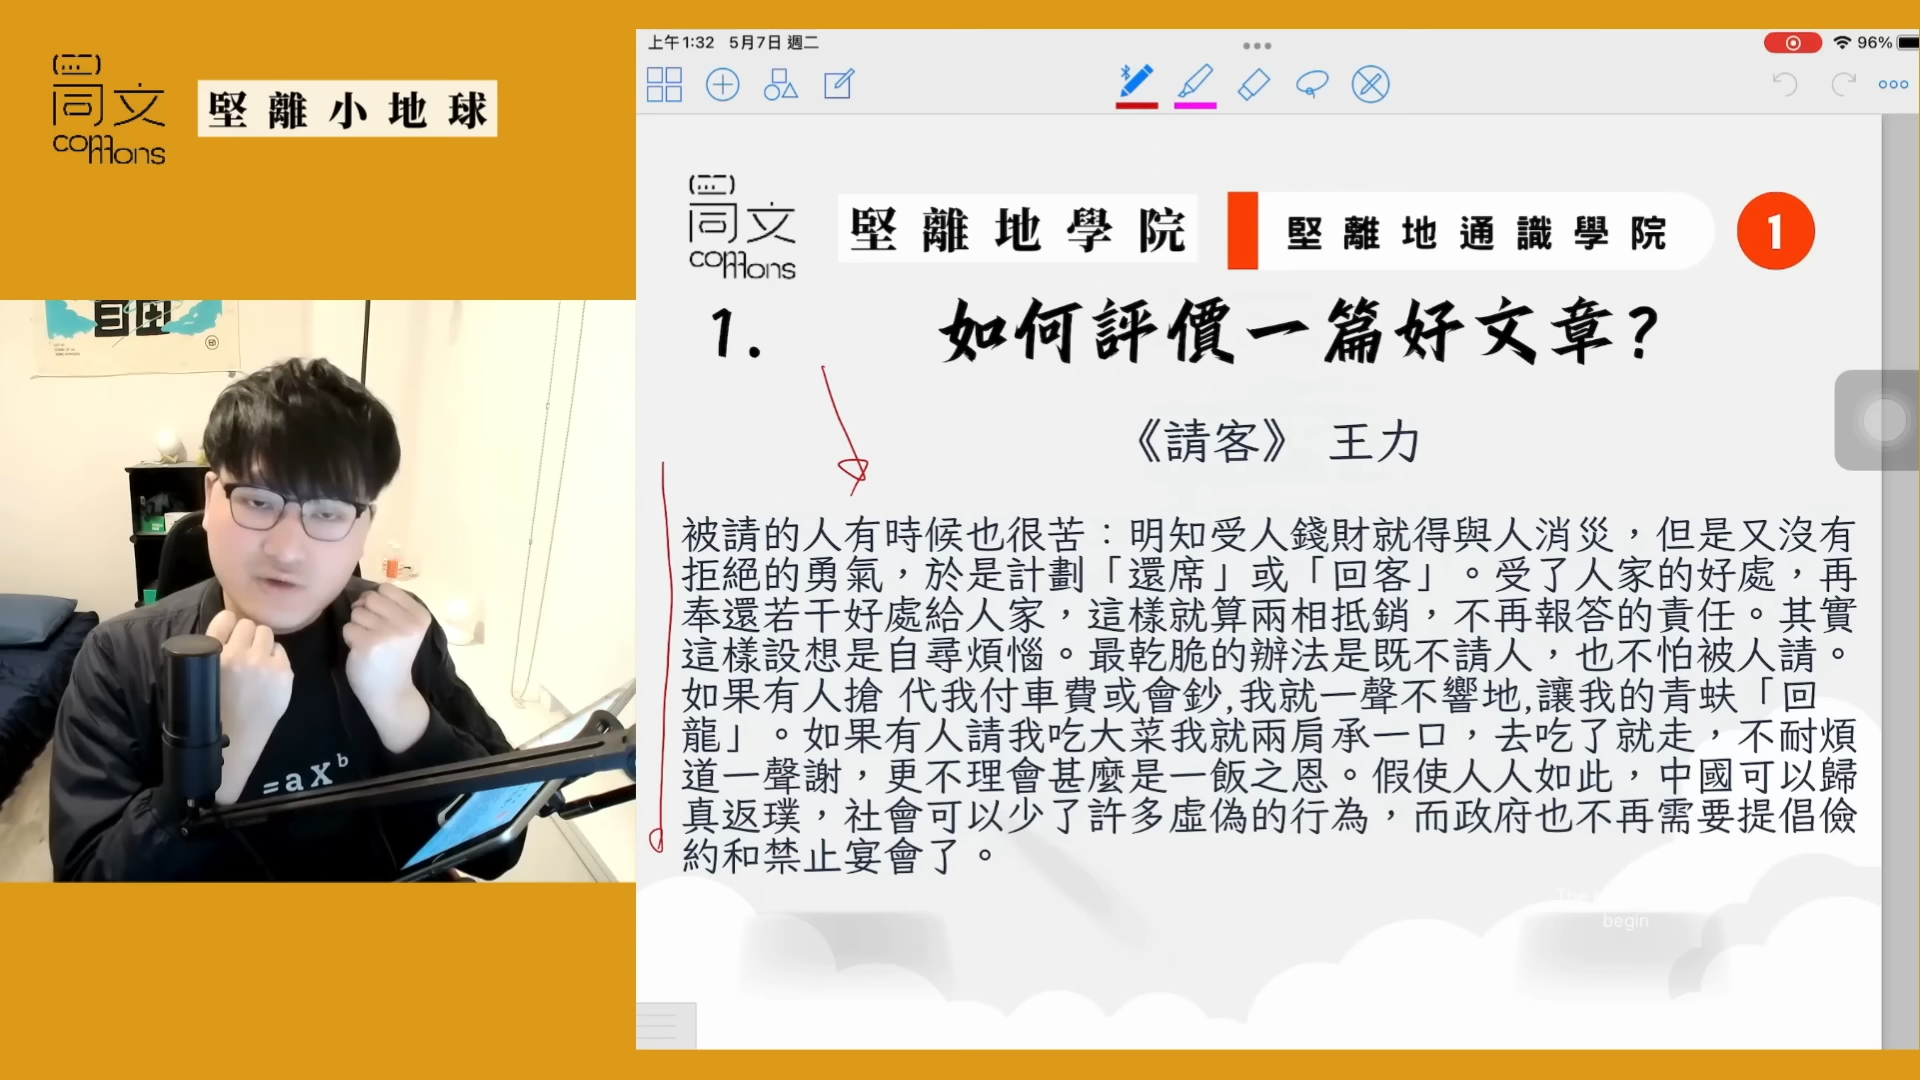 同文
commons
堅離小地球
自由
=ax^b
上午1:32 5月7日 週二
96%
同文
commons
堅離地學院
堅離地通識學院
1
1. 如何評價一篇好文章?
《請客》 王力
被請的人有時候也很苦：明知受人錢財就得與人消災，但是又沒有
拒絕的勇氣，於是計劃「還席」或「回客」。受了人家的好處，再
奉還若干好處給人家，這樣就算兩相抵銷，不再報答的責任。其實
這樣設想是自尋煩惱。最乾脆的辦法是既不請人，也不怕被人請。
如果有人搶 代我付車費或會鈔,我就一聲不響地,讓我的青蚨「回
龍」。如果有人請我吃大菜我就兩肩承一口，去吃了就走，不耐煩
道一聲謝，更不理會甚麼是一飯之恩。假使人人如此，中國可以歸
真返璞，社會可以少了許多虛偽的行為，而政府也不再需要提倡儉
約和禁止宴會了。
begin